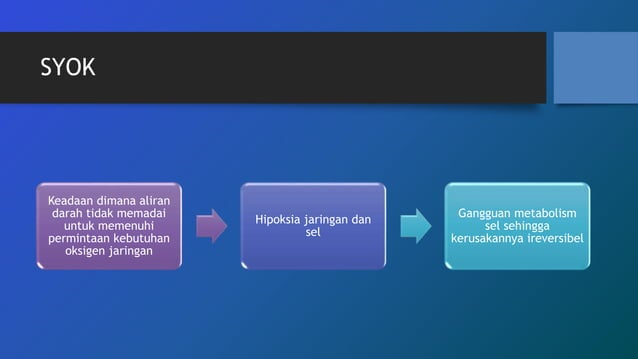 SYOK
Keadaan dimana aliran
darah tidak memadai
untuk memenuhi
permintaan kebutuhan
oksigen jaringan
Hipoksia jaringan dan
sel
Gangguan metabolism
sel sehingga
kerusakannya ireversibel